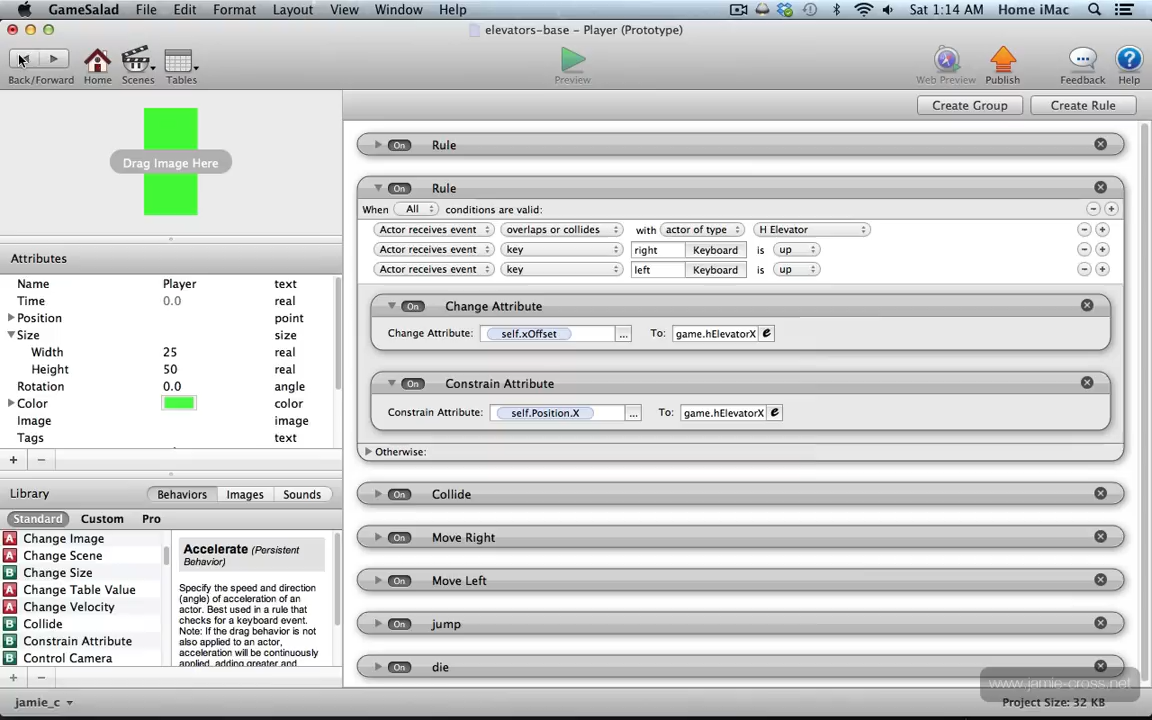 GameSalad File Edit Format Layout View Window Help Sat 1:14 AM Home iMac
elevators-base – Player (Prototype)
Back/Forward Home Scenes Tables Preview Web Preview Publish Feedback Help
Drag Image Here
Create Group Create Rule
On Rule
On Rule
When All conditions are valid:
Actor receives event overlaps or collides with actor of type H Elevator
Actor receives event key right Keyboard is up
Actor receives event key left Keyboard is up
On Change Attribute
Change Attribute: self.xOffset ... To: game.hElevatorX e
On Constrain Attribute
Constrain Attribute: self.Position.X ... To: game.hElevatorX e
Otherwise:
On Collide
On Move Right
On Move Left
On jump
On die
Attributes
Name Player text
Time 0.0 real
Position point
Size size
Width 25 real
Height 50 real
Rotation 0.0 angle
Color color
Image image
Tags text
Library Behaviors Images Sounds
Standard Custom Pro
A Change Image
A Change Scene
B Change Size
A Change Table Value
A Change Velocity
B Collide
B Constrain Attribute
B Control Camera
Accelerate (Persistent
Behavior)
Specify the speed and direction
(angle) of acceleration of an
actor. Best used in a rule that
checks for a keyboard event.
Note: If the drag behavior is not
also applied to an actor,
acceleration will be continuously
applied, adding greater and
jamie_c
www.jamie-cross.net
Project Size: 32 KB